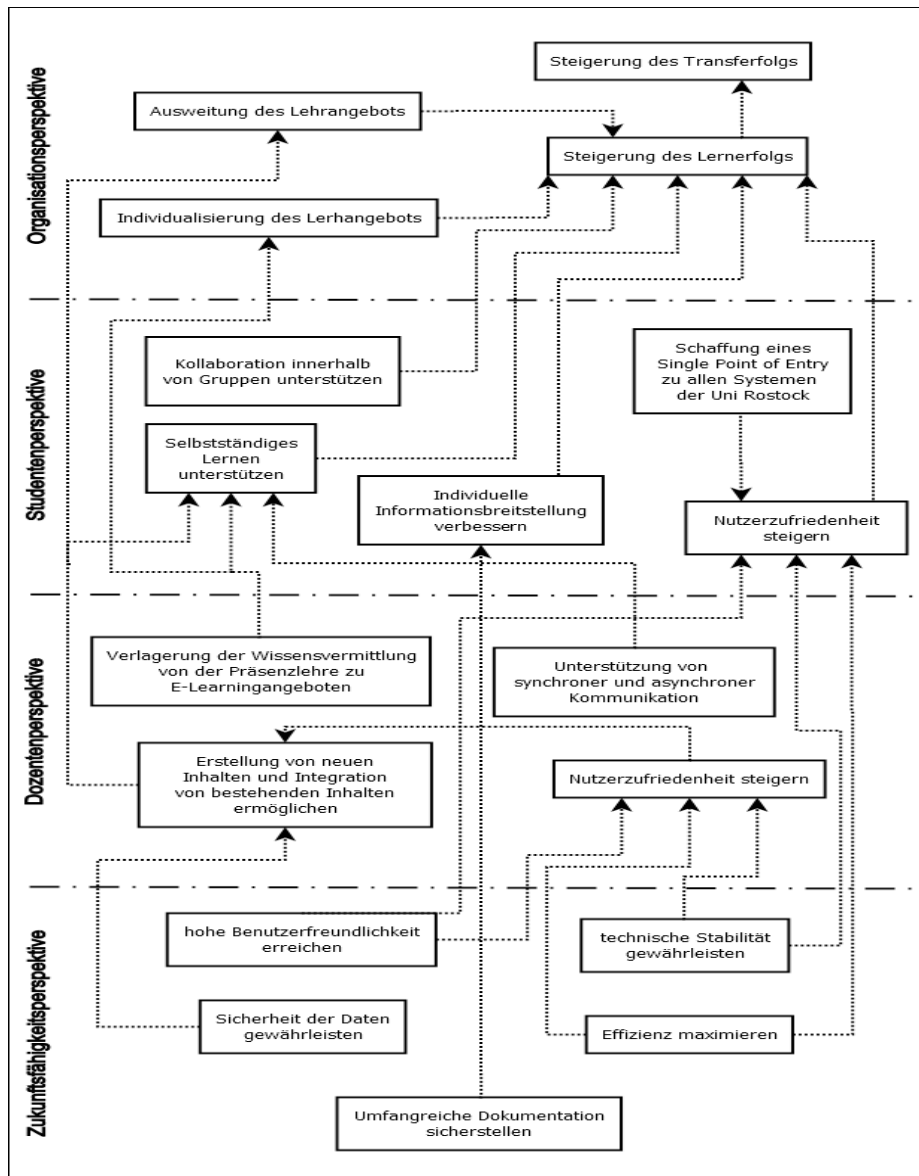 Organisationsperspektive
Steigerung des Transferfolgs
Ausweitung des Lehrangebots
Steigerung des Lernerfolgs
Individualisierung des Lerhangebots
Studentenperspektive
Kollaboration innerhalb
von Gruppen unterstützen
Schaffung eines
Single Point of Entry
zu allen Systemen
der Uni Rostock
Selbstständiges
Lernen
unterstützen
Individuelle
Informationsbreitstellung
verbessern
Nutzerzufriedenheit
steigern
Dozentenperspektive
Verlagerung der Wissensvermittlung
von der Präsenzlehre zu
E-Learningangeboten
Unterstützung von
synchroner und asynchroner
Kommunikation
Erstellung von neuen
Inhalten und Integration
von bestehenden Inhalten
ermöglichen
Nutzerzufriedenheit steigern
Zukunftsfähigkeitsperspektive
hohe Benutzerfreundlichkeit
erreichen
technische Stabilität
gewährleisten
Sicherheit der Daten
gewährleisten
Effizienz maximieren
Umfangreiche Dokumentation
sicherstellen